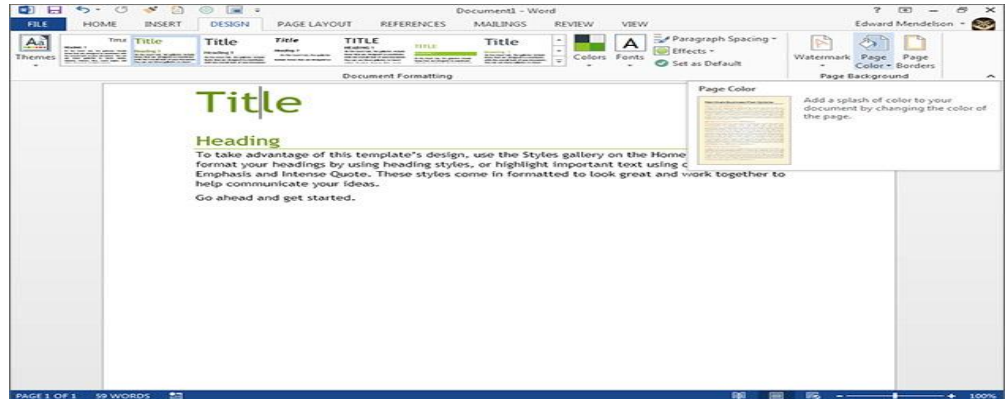 Document1 - Word
Edward Mendelson
FILE HOME INSERT DESIGN PAGE LAYOUT REFERENCES MAILINGS REVIEW VIEW
Themes
Title Title Title Title TITLE TITLE Title
Colors Fonts
Paragraph Spacing
Effects
Set as Default
Watermark Page Color Page Borders
Document Formatting
Page Background
Page Color
Add a splash of color to your
document by changing the color of
the page.
Title
Heading
To take advantage of this template's design, use the Styles gallery on the Home
format your headings by using heading styles, or highlight important text using
Emphasis and Intense Quote. These styles come in formatted to look great and work together to
help communicate your ideas.
Go ahead and get started.
PAGE 1 OF 1 59 WORDS
100%